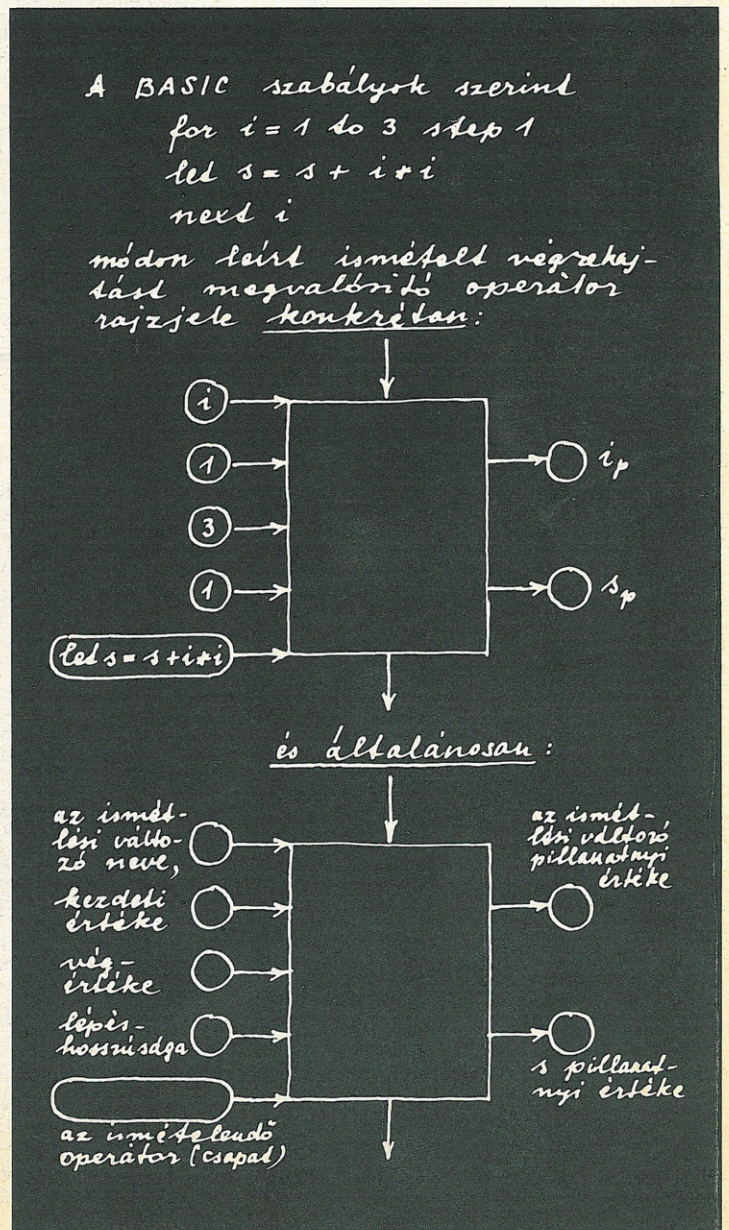 A BASIC szabályok szerint
for i = 1 to 3 step 1
let s = s + i * i
next i
módon leírt ismételt végrehaj-
tást megvalósító operátor
rajzjele konkrétan:
i
1
i_p
3
1
s_p
let s = s + i * i
és általánosan:
az ismét-
lési válto-
zó neve,
az ismét-
lési változó
pillanatnyi
értéke
kezdeti
értéke
vég-
értéke
lépés-
hosszúsága
s pillanat-
nyi értéke
az ismételendő
operátor (csapat)